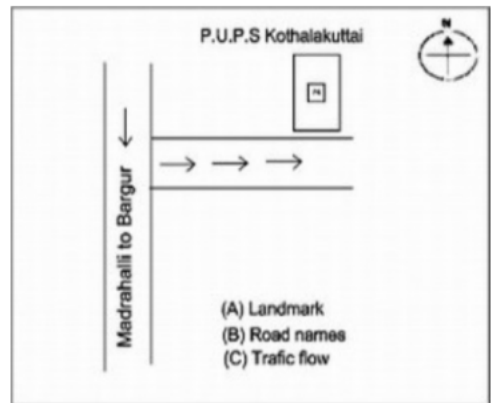 P.U.P.S Kothalakuttai
N
Madrahalli to Bargur
(A) Landmark
(B) Road names
(C) Trafic flow